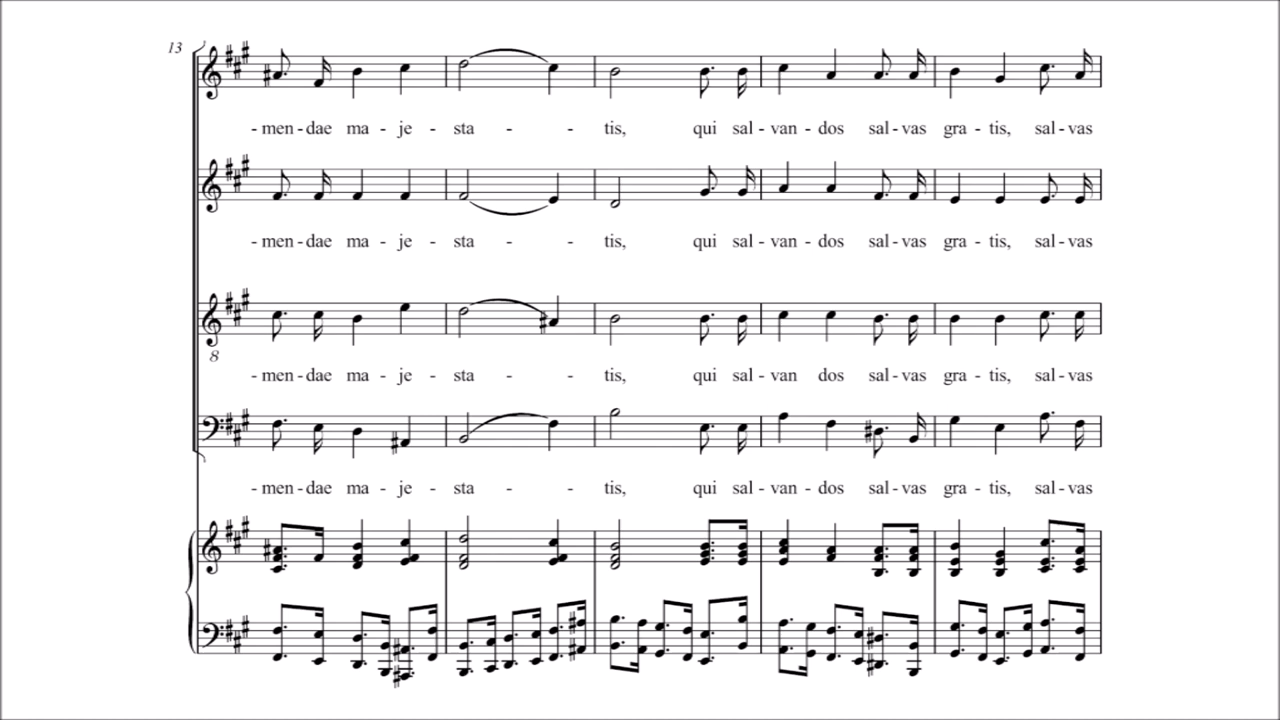 13
- men - dae ma - je - sta - - tis, qui sal - van - dos sal - vas gra - tis, sal - vas
- men - dae ma - je - sta - - tis, qui sal - van - dos sal - vas gra - tis, sal - vas
8
- men - dae ma - je - sta - - tis, qui sal - van dos sal - vas gra - tis, sal - vas
- men - dae ma - je - sta - - tis, qui sal - van - dos sal - vas gra - tis, sal - vas